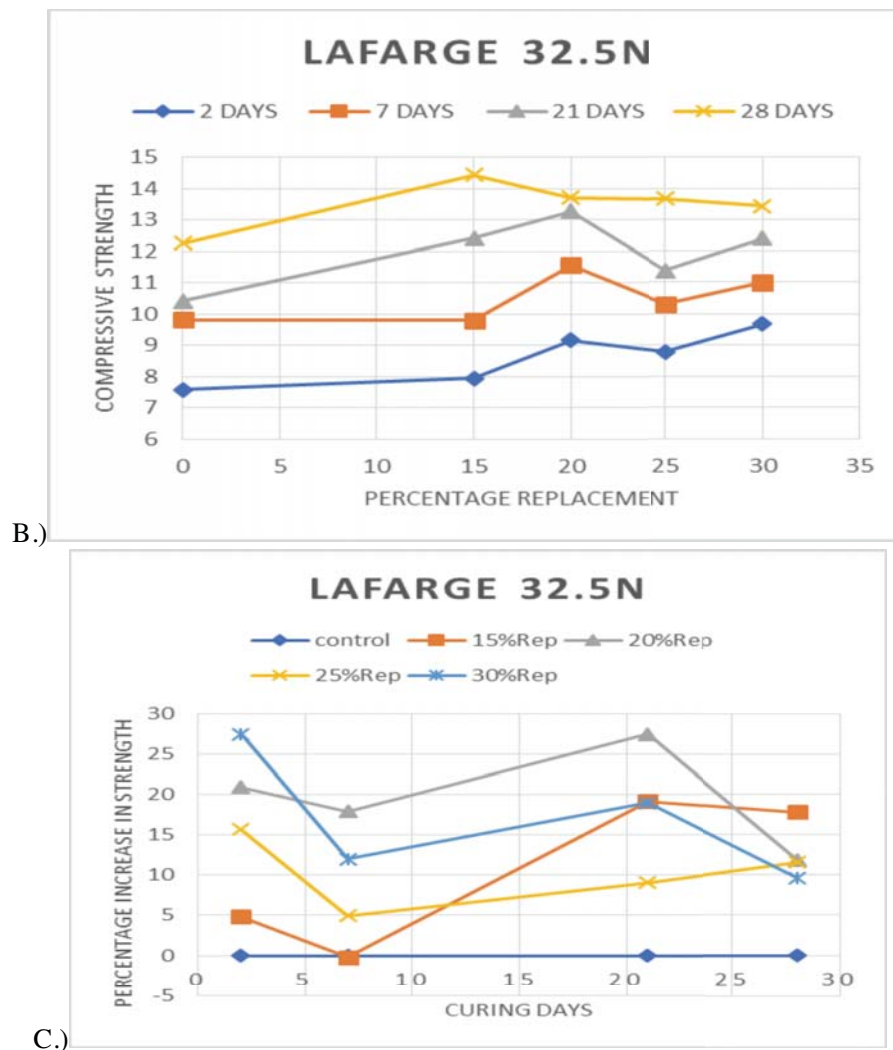 LAFARGE 32.5N
2 DAYS 7 DAYS 21 DAYS 28 DAYS
COMPRESSIVE STRENGTH
15
14
13
12
11
10
9
8
7
6
0 5 10 15 20 25 30 35
PERCENTAGE REPLACEMENT
B.)
LAFARGE 32.5N
control 15%Rep 20%Rep
25%Rep 30%Rep
PERCENTAGE INCREASE IN STRENGTH
30
25
20
15
10
5
0
-5
0 5 10 15 20 25 30
CURING DAYS
C.)